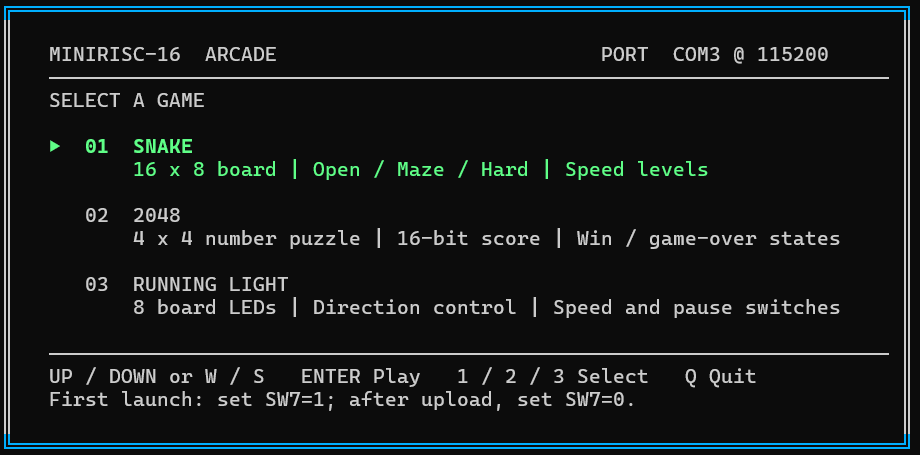 MINIRISC-16  ARCADE                           PORT  COM3 @ 115200
SELECT A GAME
▶  01  SNAKE
16 x 8 board | Open / Maze / Hard | Speed levels
02  2048
4 x 4 number puzzle | 16-bit score | Win / game-over states
03  RUNNING LIGHT
8 board LEDs | Direction control | Speed and pause switches
UP / DOWN or W / S   ENTER Play   1 / 2 / 3 Select   Q Quit
First launch: set SW7=1; after upload, set SW7=0.